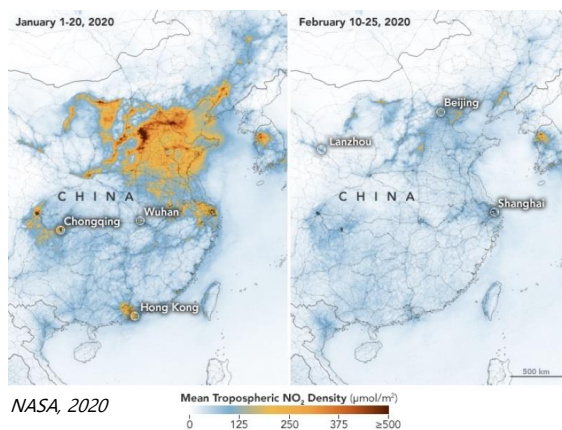 January 1-20, 2020
CHINA
Chongqing
Wuhan
Hong Kong
February 10-25, 2020
Beijing
Lanzhou
CHINA
Shanghai
500 km
Mean Tropospheric NO₂ Density (μmol/m²)
0 125 250 375 ≥500
NASA, 2020